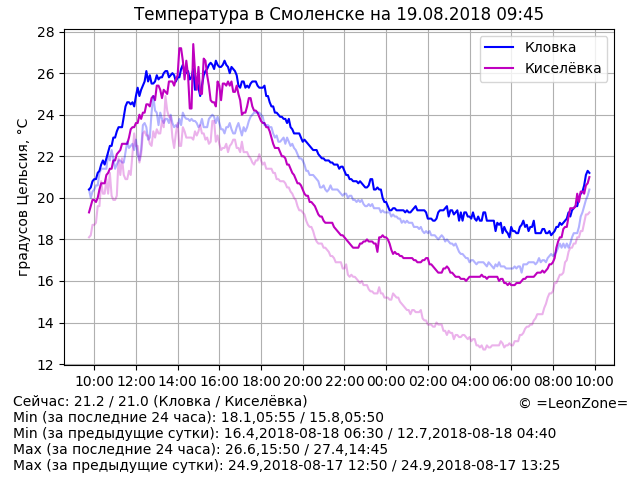 Температура в Смоленске на 19.08.2018 09:45
градусов Цельсия, °C
28
26
24
22
20
18
16
14
12
Кловка
Киселёвка
10:00 12:00 14:00 16:00 18:00 20:00 22:00 00:00 02:00 04:00 06:00 08:00 10:00
Сейчас: 21.2 / 21.0 (Кловка / Киселёвка)
© =LeonZone=
Min (за последние 24 часа): 18.1,05:55 / 15.8,05:50
Min (за предыдущие сутки): 16.4,2018-08-18 06:30 / 12.7,2018-08-18 04:40
Max (за последние 24 часа): 26.6,15:50 / 27.4,14:45
Max (за предыдущие сутки): 24.9,2018-08-17 12:50 / 24.9,2018-08-17 13:25